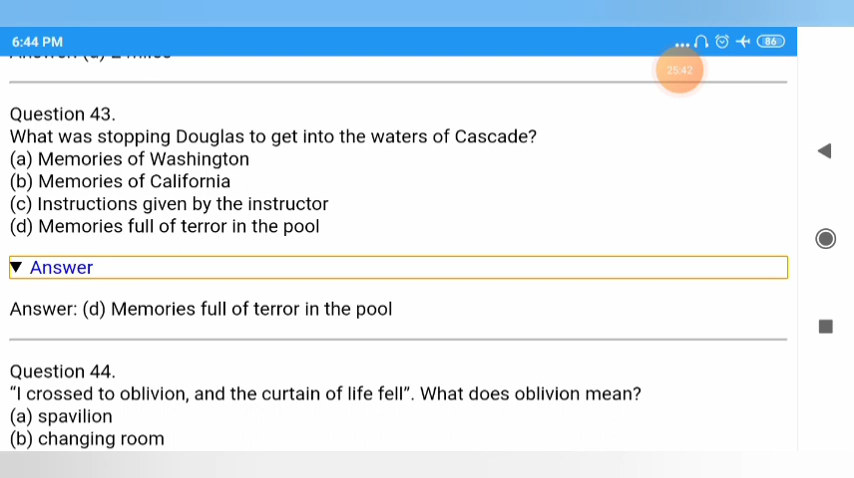 6:44 PM
86
25:42
Question 43.
What was stopping Douglas to get into the waters of Cascade?
(a) Memories of Washington
(b) Memories of California
(c) Instructions given by the instructor
(d) Memories full of terror in the pool
▼ Answer
Answer: (d) Memories full of terror in the pool
Question 44.
“I crossed to oblivion, and the curtain of life fell”. What does oblivion mean?
(a) spavilion
(b) changing room